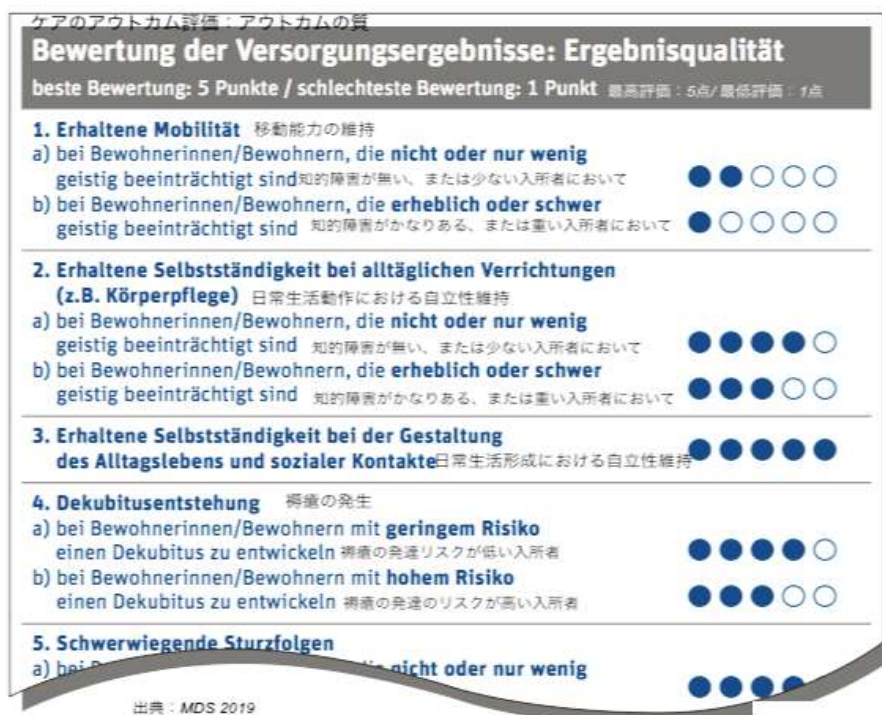 ケアのアウトカム評価：アウトカムの質
Bewertung der Versorgungsergebnisse: Ergebnisqualität
beste Bewertung: 5 Punkte / schlechteste Bewertung: 1 Punkt 最高評価：5点/ 最低評価：1点
1. Erhaltene Mobilität 移動能力の維持
a) bei Bewohnerinnen/Bewohnern, die nicht oder nur wenig
geistig beeinträchtigt sind知的障害が無い、または少ない入所者において
b) bei Bewohnerinnen/Bewohnern, die erheblich oder schwer
geistig beeinträchtigt sind 知的障害がかなりある、または重い入所者において
2. Erhaltene Selbstständigkeit bei alltäglichen Verrichtungen
(z.B. Körperpflege) 日常生活動作における自立性維持
a) bei Bewohnerinnen/Bewohnern, die nicht oder nur wenig
geistig beeinträchtigt sind 知的障害が無い、または少ない入所者において
b) bei Bewohnerinnen/Bewohnern, die erheblich oder schwer
geistig beeinträchtigt sind 知的障害がかなりある、または重い入所者において
3. Erhaltene Selbstständigkeit bei der Gestaltung
des Alltagslebens und sozialer Kontakte日常生活形成における自立性維持
4. Dekubitusentstehung 褥瘡の発生
a) bei Bewohnerinnen/Bewohnern mit geringem Risiko
einen Dekubitus zu entwickeln 褥瘡の発達リスクが低い入所者
b) bei Bewohnerinnen/Bewohnern mit hohem Risiko
einen Dekubitus zu entwickeln 褥瘡の発達のリスクが高い入所者
5. Schwerwiegende Sturzfolgen
a) bei nicht oder nur wenig
出典：MDS 2019